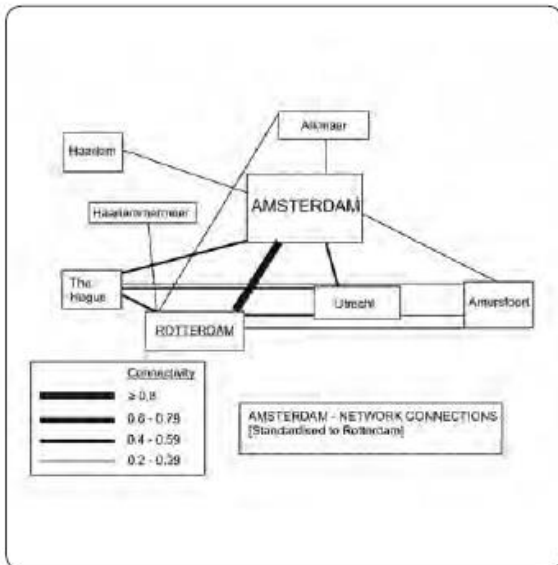 Alkmaar
Haarlem
AMSTERDAM
Haarlemmermeer
The
Hague
Utrecht
Amersfoort
ROTTERDAM
Connectivity
≥ 0,8
0.6 - 0.79
0.4 - 0.59
0.2 - 0.39
AMSTERDAM - NETWORK CONNECTIONS
[Standardised to Rotterdam]